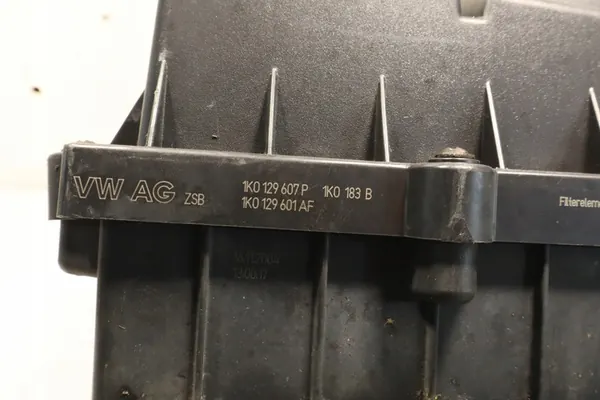 VW AG ZSB 1K0 129 607 P 1K0 183 B
1K0 129 601 AF
Filterelem